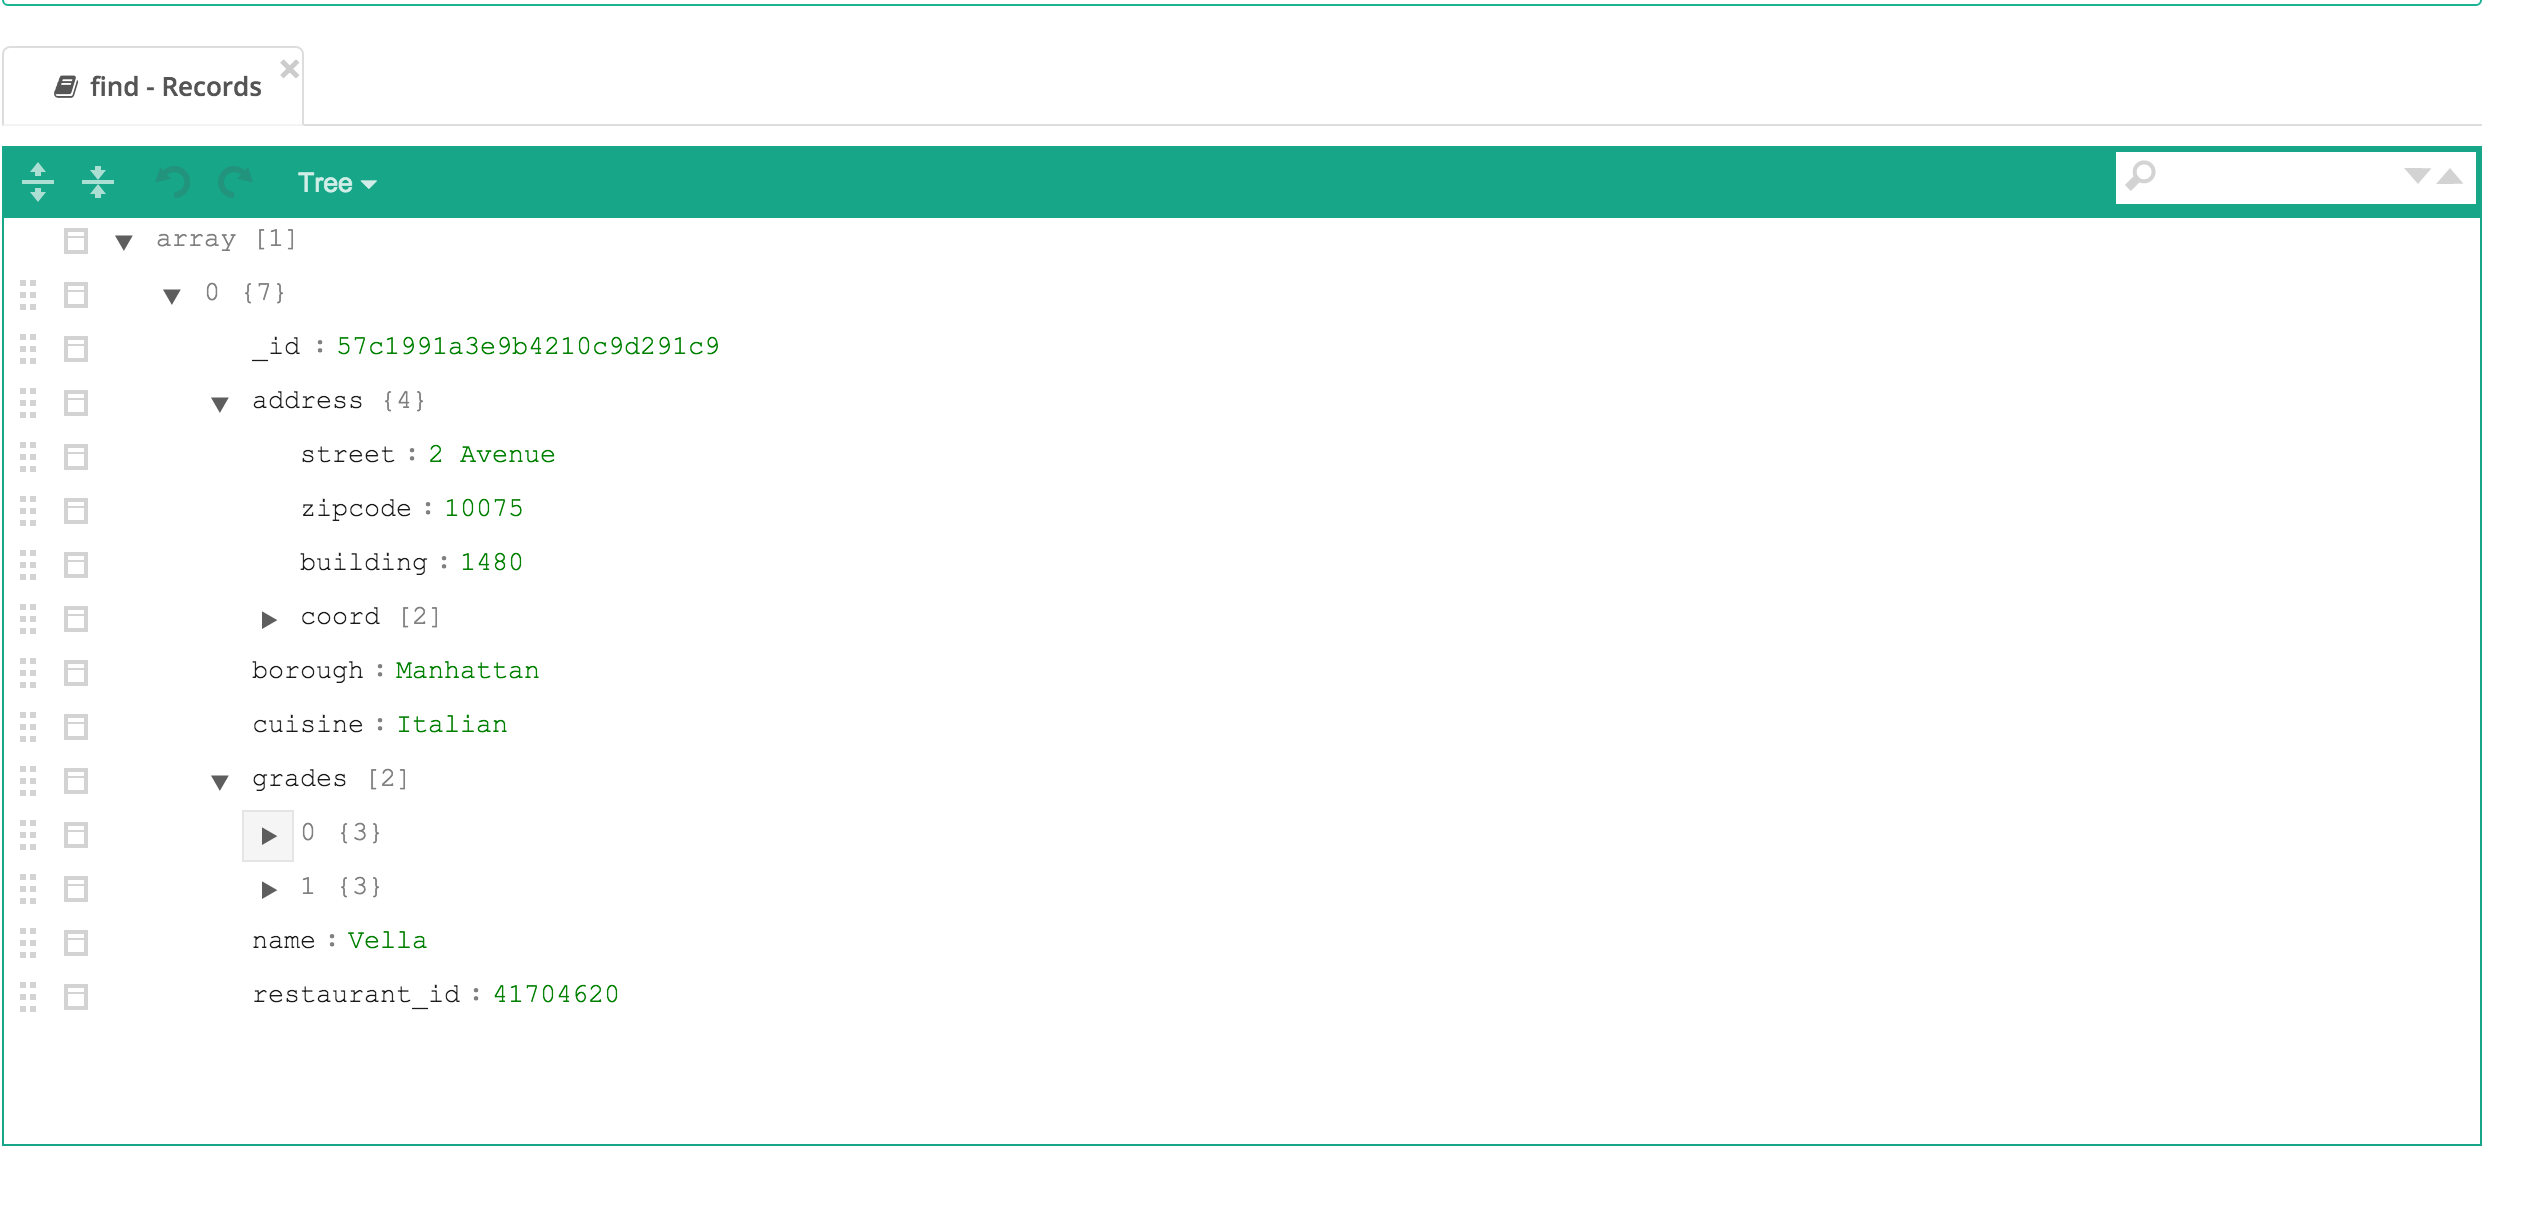 find - Records
Tree
array [1]
0 {7}
_id : 57c1991a3e9b4210c9d291c9
address {4}
street : 2 Avenue
zipcode : 10075
building : 1480
coord [2]
borough : Manhattan
cuisine : Italian
grades [2]
0 {3}
1 {3}
name : Vella
restaurant_id : 41704620